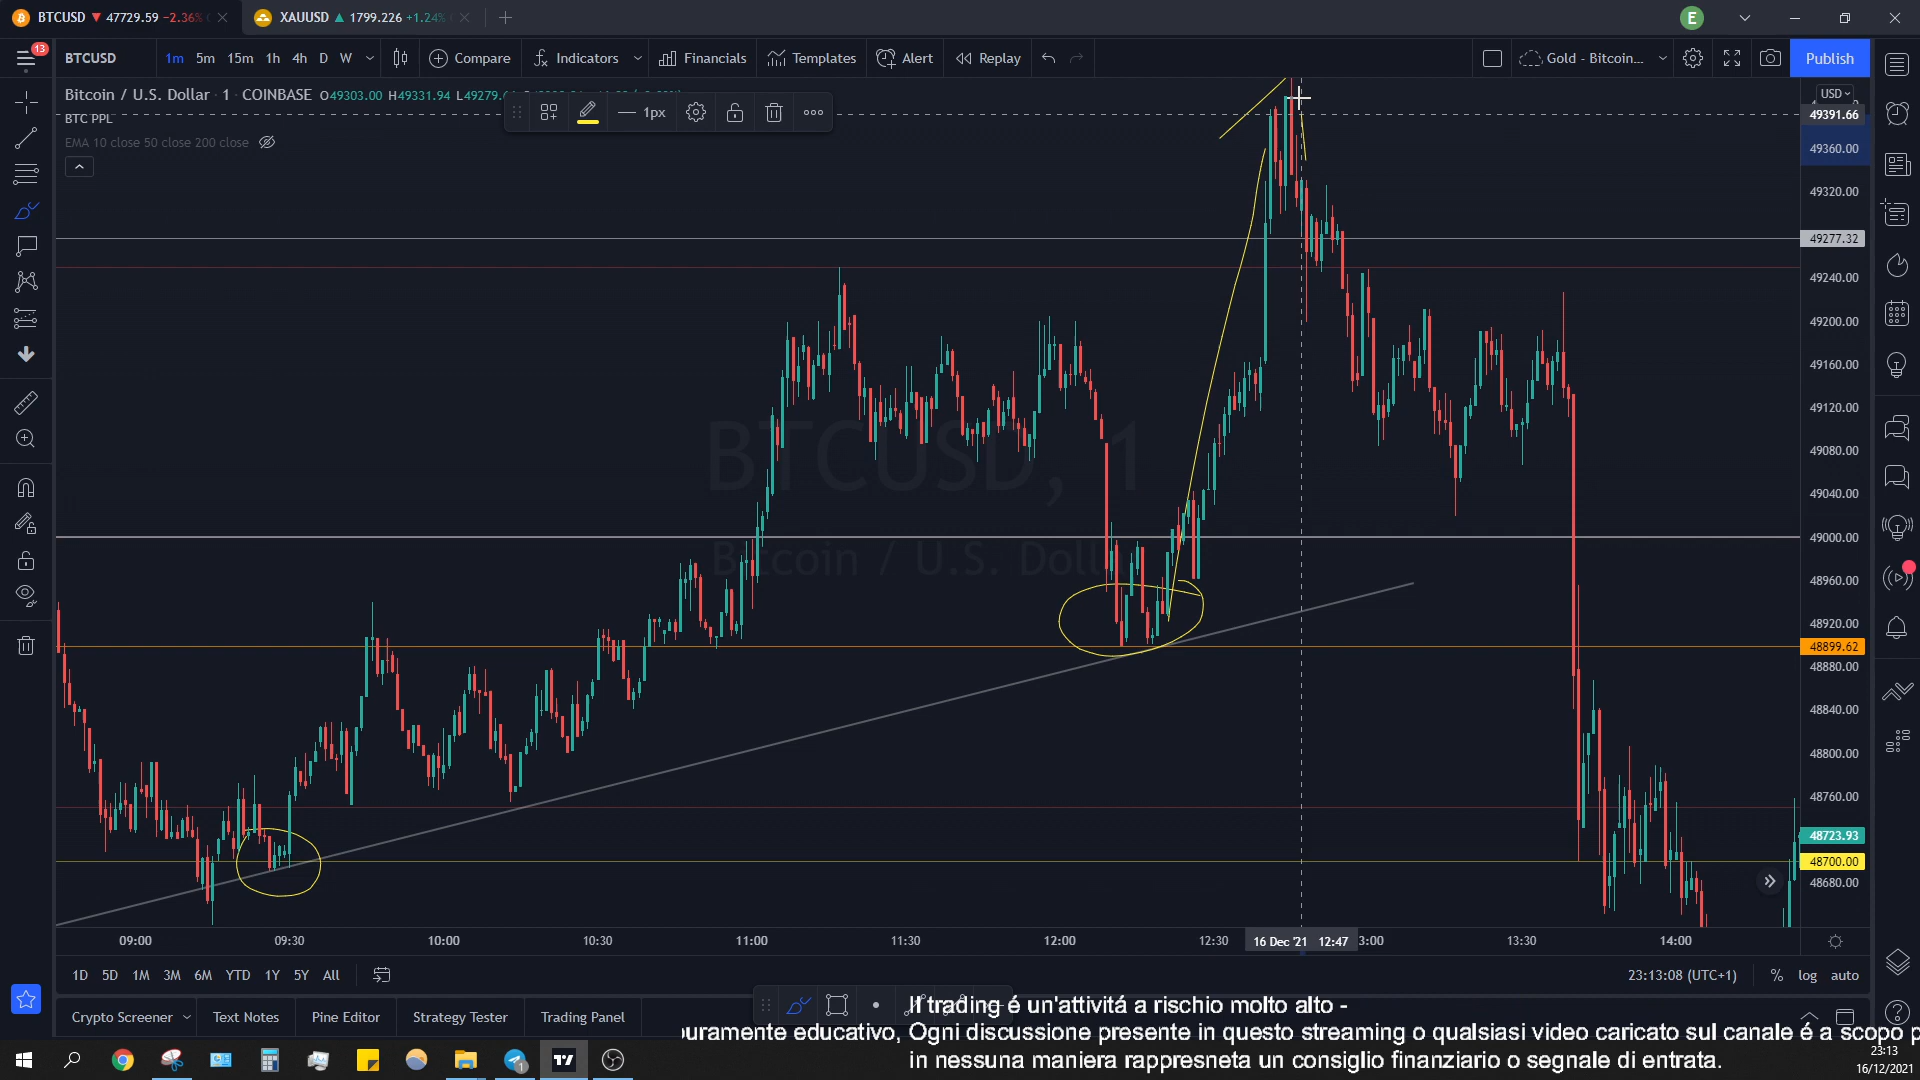 BTCUSD ▼ 47729.59 −2.36%
XAUUSD ▲ 1799.226 +1.24%
E
13
BTCUSD 1m 5m 15m 1h 4h D W Compare Indicators Financials Templates Alert Replay Gold - Bitcoin... Publish
Bitcoin / U.S. Dollar · 1 · COINBASE O49303.00 H49331.94
BTC PPL
EMA 10 close 50 close 200 close
1px
USD
49391.66
49360.00
49320.00
49277.32
49240.00
49200.00
49160.00
49120.00
49080.00
49040.00
49000.00
48960.00
48920.00
48899.62
48880.00
48840.00
48800.00
48760.00
48723.93
48700.00
48680.00
BTCUSD, 1
Bitcoin / U.S. Dollar
09:00 09:30 10:00 10:30 11:00 11:30 12:00 12:30 16 Dec '21 12:47 3:00 13:30 14:00
1D 5D 1M 3M 6M YTD 1Y 5Y All 23:13:08 (UTC+1) % log auto
Crypto Screener Text Notes Pine Editor Strategy Tester Trading Panel
Il trading é un'attivitá a rischio molto alto -
puramente educativo, Ogni discussione presente in questo streaming o qualsiasi video caricato sul canale é a scopo p
in nessuna maniera rappresneta un consiglio finanziario o segnale di entrata.
1
23:13
16/12/2021